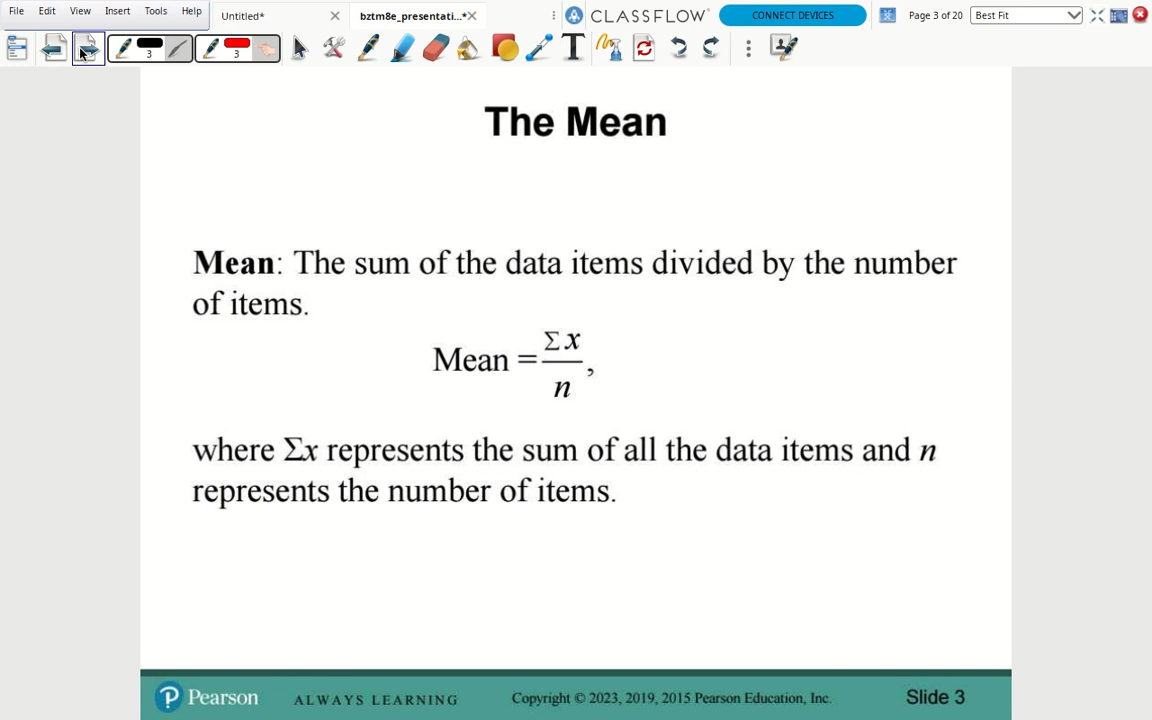 File Edit View Insert Tools Help Untitled* bztm8e_presentati...* CLASSFLOW CONNECT DEVICES Page 3 of 20 Best Fit
3 3 T
The Mean
Mean: The sum of the data items divided by the number
of items.
Mean = Σx / n,
where Σx represents the sum of all the data items and n
represents the number of items.
Pearson ALWAYS LEARNING Copyright © 2023, 2019, 2015 Pearson Education, Inc. Slide 3